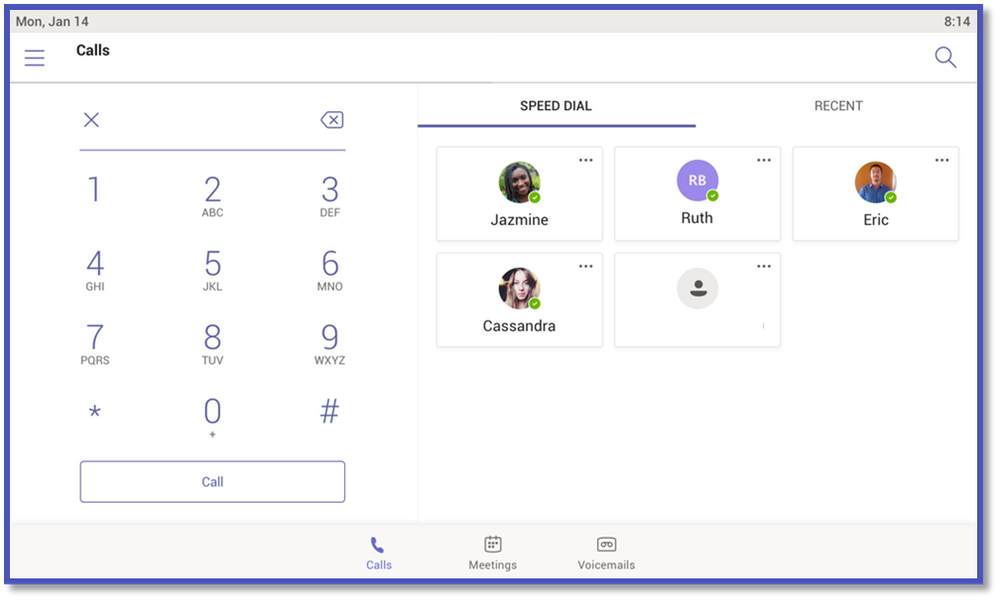 Mon, Jan 14 8:14
Calls
SPEED DIAL RECENT
1 2 3
ABC DEF
4 5 6
GHI JKL MNO
7 8 9
PQRS TUV WXYZ
* 0 #
+
Call
RB
Jazmine Ruth Eric
Cassandra
Calls Meetings Voicemails